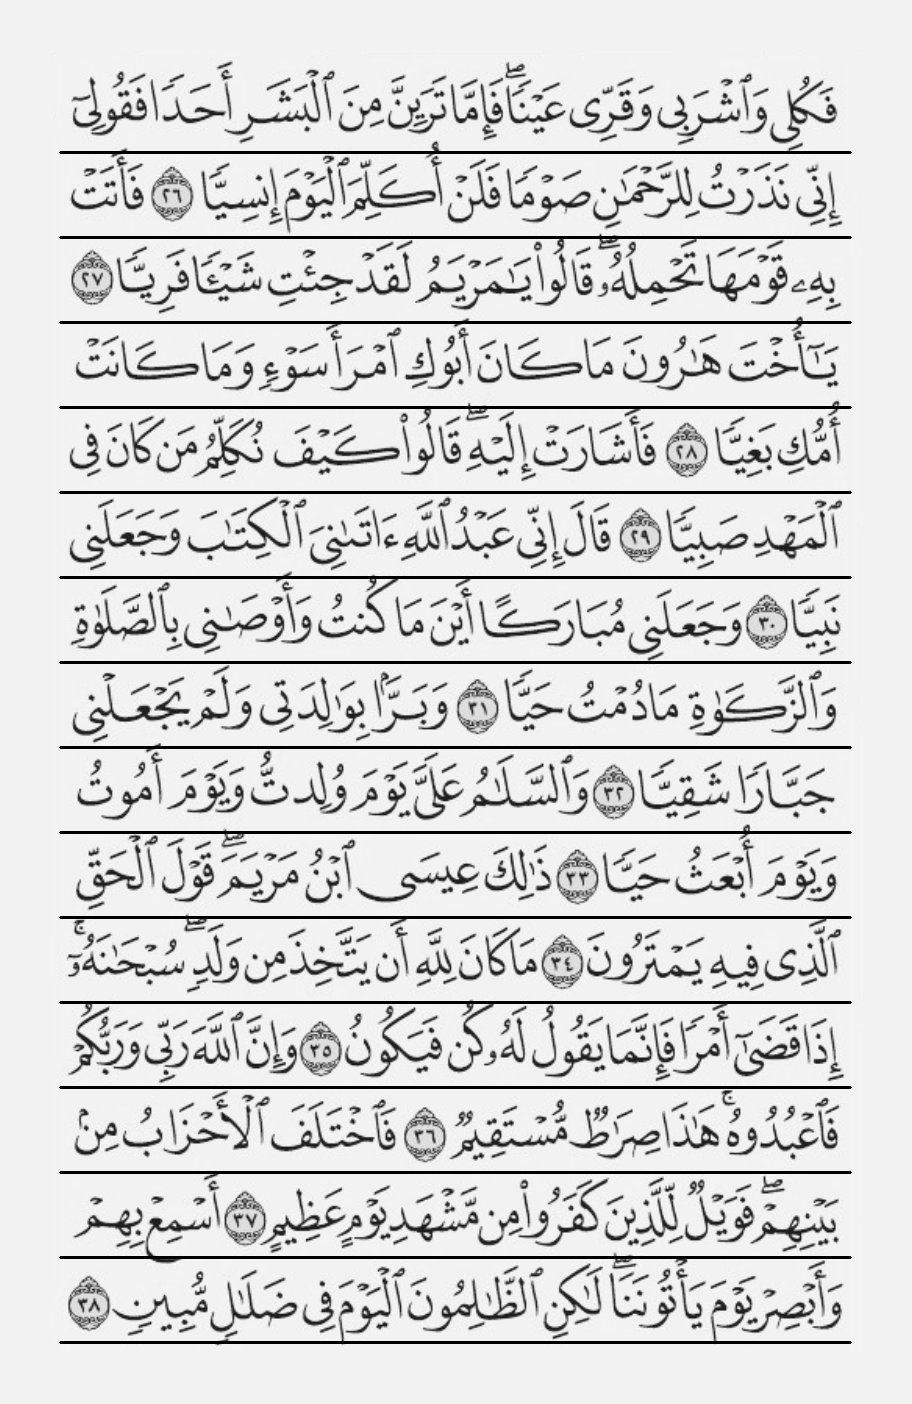 فَكُلِى وَٱشْرَبِى وَقَرِّى عَيْنًۭا ۖ فَإِمَّا تَرَيِنَّ مِنَ ٱلْبَشَرِ أَحَدًۭا فَقُولِىٓ
إِنِّى نَذَرْتُ لِلرَّحْمَٰنِ صَوْمًۭا فَلَنْ أُكَلِّمَ ٱلْيَوْمَ إِنسِيًّۭا ٢٦ فَأَتَتْ
بِهِۦ قَوْمَهَا تَحْمِلُهُۥ ۖ قَالُوا۟ يَٰمَرْيَمُ لَقَدْ جِئْتِ شَيْـًۭٔا فَرِيًّۭا ٢٧
يَٰٓأُخْتَ هَٰرُونَ مَا كَانَ أَبُوكِ ٱمْرَأَ سَوْءٍۢ وَمَا كَانَتْ
أُمُّكِ بَغِيًّۭا ٢٨ فَأَشَارَتْ إِلَيْهِ ۖ قَالُوا۟ كَيْفَ نُكَلِّمُ مَن كَانَ فِى
ٱلْمَهْدِ صَبِيًّۭا ٢٩ قَالَ إِنِّى عَبْدُ ٱللَّهِ ءَاتَىٰنِىَ ٱلْكِتَٰبَ وَجَعَلَنِى
نَبِيًّۭا ٣٠ وَجَعَلَنِى مُبَارَكًا أَيْنَ مَا كُنتُ وَأَوْصَٰنِى بِٱلصَّلَوٰةِ
وَٱلزَّكَوٰةِ مَا دُمْتُ حَيًّۭا ٣١ وَبَرًّۢا بِوَٰلِدَتِى وَلَمْ يَجْعَلْنِى
جَبَّارًۭا شَقِيًّۭا ٣٢ وَٱلسَّلَٰمُ عَلَىَّ يَوْمَ وُلِدتُّ وَيَوْمَ أَمُوتُ
وَيَوْمَ أُبْعَثُ حَيًّۭا ٣٣ ذَٰلِكَ عِيسَى ٱبْنُ مَرْيَمَ ۖ قَوْلَ ٱلْحَقِّ
ٱلَّذِى فِيهِ يَمْتَرُونَ ٣٤ مَا كَانَ لِلَّهِ أَن يَتَّخِذَ مِن وَلَدٍۢ ۖ سُبْحَٰنَهُۥٓ ۚ
إِذَا قَضَىٰٓ أَمْرًۭا فَإِنَّمَا يَقُولُ لَهُۥ كُن فَيَكُونُ ٣٥ وَإِنَّ ٱللَّهَ رَبِّى وَرَبُّكُمْ
فَٱعْبُدُوهُ ۚ هَٰذَا صِرَٰطٌۭ مُّسْتَقِيمٌۭ ٣٦ فَٱخْتَلَفَ ٱلْأَحْزَابُ مِنۢ
بَيْنِهِمْ ۖ فَوَيْلٌۭ لِّلَّذِينَ كَفَرُوا۟ مِن مَّشْهَدِ يَوْمٍ عَظِيمٍ ٣٧ أَسْمِعْ بِهِمْ
وَأَبْصِرْ يَوْمَ يَأْتُونَنَا ۖ لَٰكِنِ ٱلظَّٰلِمُونَ ٱلْيَوْمَ فِى ضَلَٰلٍۢ مُّبِينٍۢ ٣٨